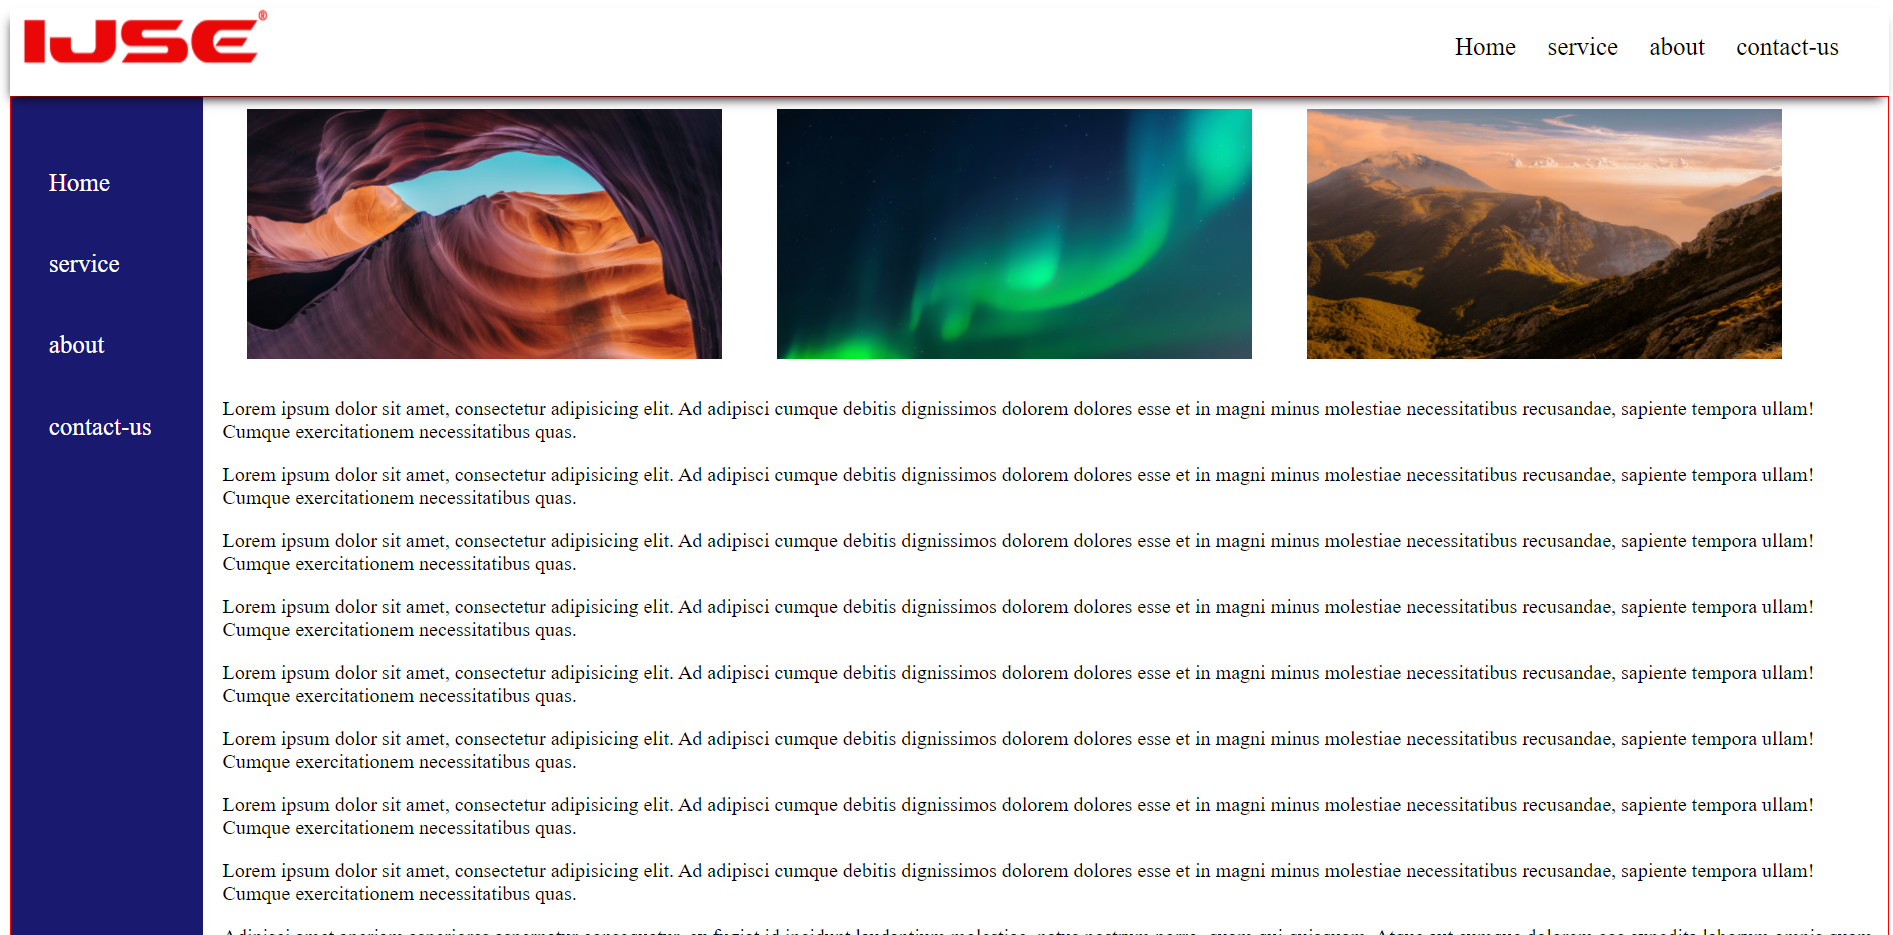 IJSE®
Home service about contact-us
Home
service
about
contact-us
Lorem ipsum dolor sit amet, consectetur adipisicing elit. Ad adipisci cumque debitis dignissimos dolorem dolores esse et in magni minus molestiae necessitatibus recusandae, sapiente tempora ullam!
Cumque exercitationem necessitatibus quas.
Lorem ipsum dolor sit amet, consectetur adipisicing elit. Ad adipisci cumque debitis dignissimos dolorem dolores esse et in magni minus molestiae necessitatibus recusandae, sapiente tempora ullam!
Cumque exercitationem necessitatibus quas.
Lorem ipsum dolor sit amet, consectetur adipisicing elit. Ad adipisci cumque debitis dignissimos dolorem dolores esse et in magni minus molestiae necessitatibus recusandae, sapiente tempora ullam!
Cumque exercitationem necessitatibus quas.
Lorem ipsum dolor sit amet, consectetur adipisicing elit. Ad adipisci cumque debitis dignissimos dolorem dolores esse et in magni minus molestiae necessitatibus recusandae, sapiente tempora ullam!
Cumque exercitationem necessitatibus quas.
Lorem ipsum dolor sit amet, consectetur adipisicing elit. Ad adipisci cumque debitis dignissimos dolorem dolores esse et in magni minus molestiae necessitatibus recusandae, sapiente tempora ullam!
Cumque exercitationem necessitatibus quas.
Lorem ipsum dolor sit amet, consectetur adipisicing elit. Ad adipisci cumque debitis dignissimos dolorem dolores esse et in magni minus molestiae necessitatibus recusandae, sapiente tempora ullam!
Cumque exercitationem necessitatibus quas.
Lorem ipsum dolor sit amet, consectetur adipisicing elit. Ad adipisci cumque debitis dignissimos dolorem dolores esse et in magni minus molestiae necessitatibus recusandae, sapiente tempora ullam!
Cumque exercitationem necessitatibus quas.
Lorem ipsum dolor sit amet, consectetur adipisicing elit. Ad adipisci cumque debitis dignissimos dolorem dolores esse et in magni minus molestiae necessitatibus recusandae, sapiente tempora ullam!
Cumque exercitationem necessitatibus quas.